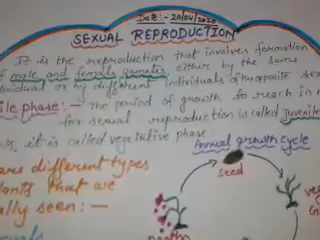 Date:- 20/04/2020
SEXUAL REPRODUCTION
It is the reproduction that involves formation
male and female gametes either by the same
individual or by different individuals of the opposite sex
phase:- The period of growth to reach in
for sexual reproduction is called juvenile
it is called vegetative phase
Annual growth cycle
are different types
that we
seen:-
Seed